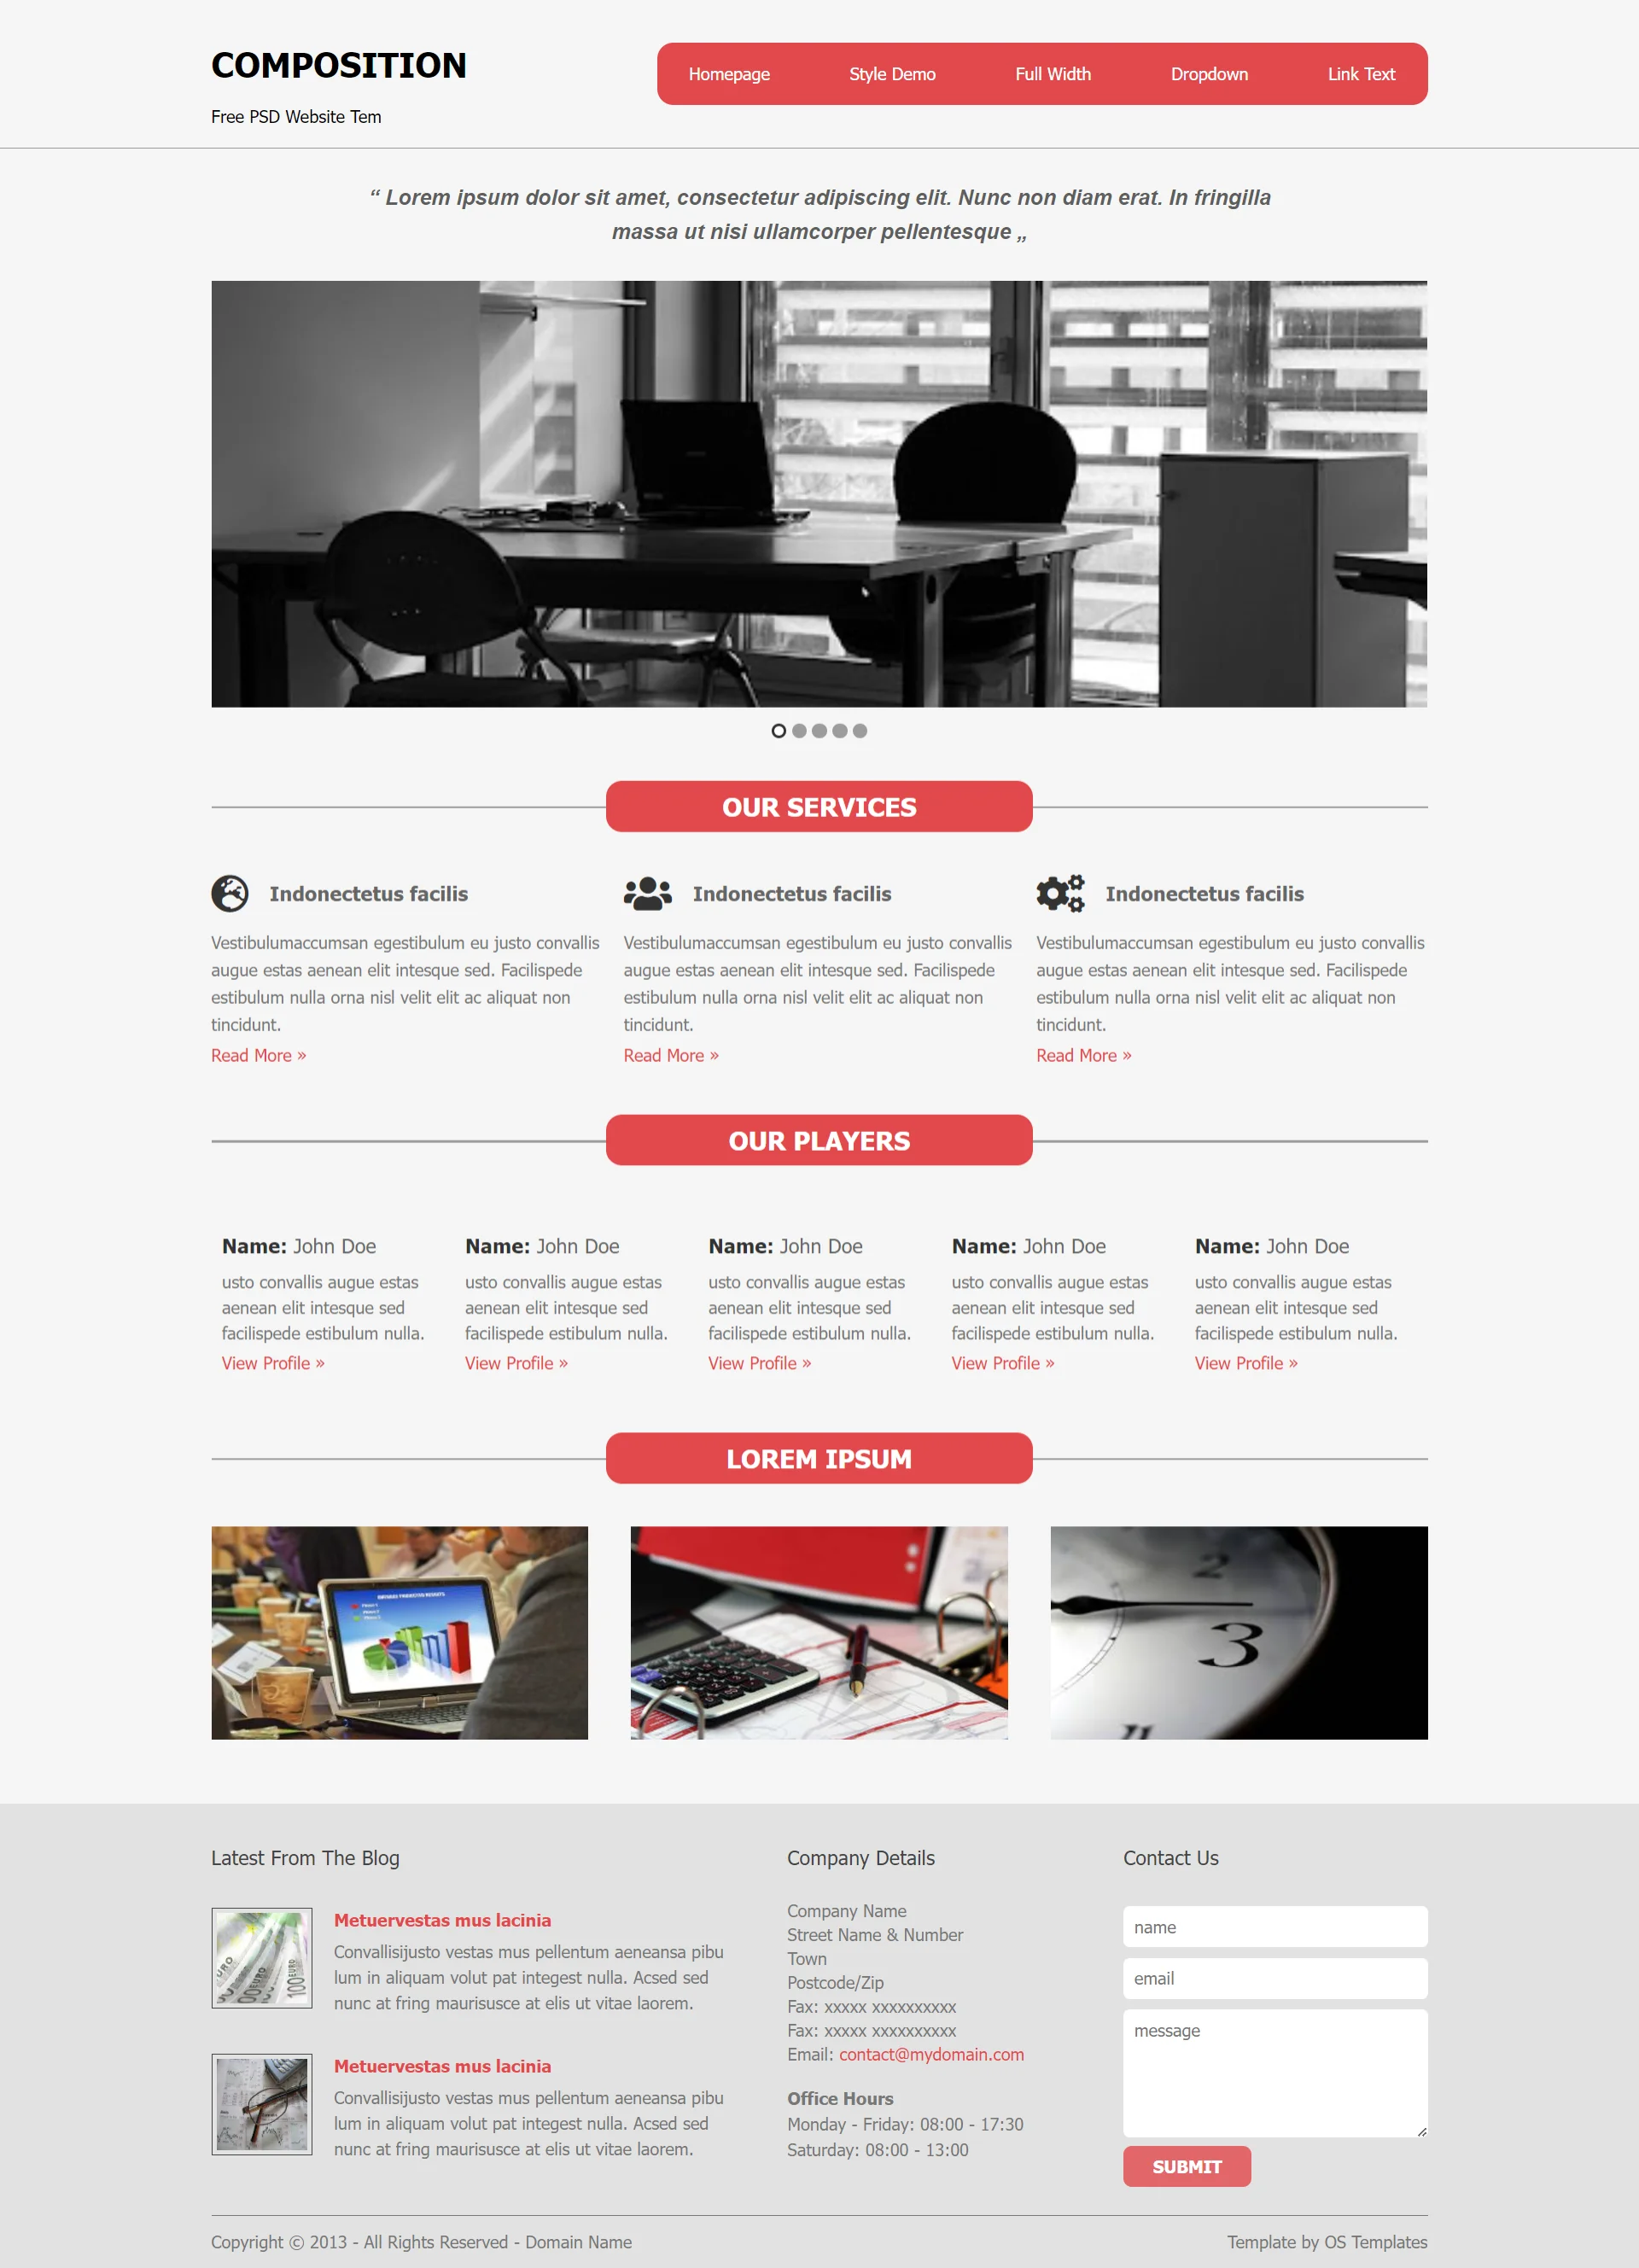 COMPOSITION
Free PSD Website Tem
Homepage
Style Demo
Full Width
Dropdown
Link Text
“ Lorem ipsum dolor sit amet, consectetur adipiscing elit. Nunc non diam erat. In fringilla
massa ut nisi ullamcorper pellentesque „
OUR SERVICES
Indonectetus facilis
Vestibulumaccumsan egestibulum eu justo convallis
augue estas aenean elit intesque sed. Facilispede
estibulum nulla orna nisl velit elit ac aliquat non
tincidunt.
Read More »
Indonectetus facilis
Vestibulumaccumsan egestibulum eu justo convallis
augue estas aenean elit intesque sed. Facilispede
estibulum nulla orna nisl velit elit ac aliquat non
tincidunt.
Read More »
Indonectetus facilis
Vestibulumaccumsan egestibulum eu justo convallis
augue estas aenean elit intesque sed. Facilispede
estibulum nulla orna nisl velit elit ac aliquat non
tincidunt.
Read More »
OUR PLAYERS
Name: John Doe
usto convallis augue estas
aenean elit intesque sed
facilispede estibulum nulla.
View Profile »
Name: John Doe
usto convallis augue estas
aenean elit intesque sed
facilispede estibulum nulla.
View Profile »
Name: John Doe
usto convallis augue estas
aenean elit intesque sed
facilispede estibulum nulla.
View Profile »
Name: John Doe
usto convallis augue estas
aenean elit intesque sed
facilispede estibulum nulla.
View Profile »
Name: John Doe
usto convallis augue estas
aenean elit intesque sed
facilispede estibulum nulla.
View Profile »
LOREM IPSUM
2
3
Latest From The Blog
100 EURO
Metuervestas mus lacinia
Convallisijusto vestas mus pellentum aeneansa pibu
lum in aliquam volut pat integest nulla. Acsed sed
nunc at fring maurisusce at elis ut vitae laorem.
Metuervestas mus lacinia
Convallisijusto vestas mus pellentum aeneansa pibu
lum in aliquam volut pat integest nulla. Acsed sed
nunc at fring maurisusce at elis ut vitae laorem.
Company Details
Company Name
Street Name & Number
Town
Postcode/Zip
Fax: xxxxx xxxxxxxxxx
Fax: xxxxx xxxxxxxxxx
Email: contact@mydomain.com
Office Hours
Monday - Friday: 08:00 - 17:30
Saturday: 08:00 - 13:00
Contact Us
name
email
message
SUBMIT
Copyright © 2013 - All Rights Reserved - Domain Name
Template by OS Templates